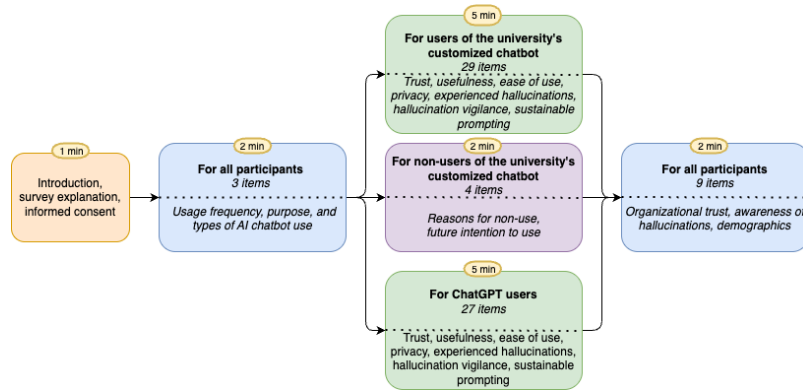 1 min
Introduction,
survey explanation,
informed consent
2 min
For all participants
3 items
Usage frequency, purpose, and
types of AI chatbot use
5 min
For users of the university's
customized chatbot
29 items
Trust, usefulness, ease of use,
privacy, experienced hallucinations,
hallucination vigilance, sustainable
prompting
2 min
For non-users of the university's
customized chatbot
4 items
Reasons for non-use,
future intention to use
5 min
For ChatGPT users
27 items
Trust, usefulness, ease of use,
privacy, experienced hallucinations,
hallucination vigilance, sustainable
prompting
2 min
For all participants
9 items
Organizational trust, awareness of
hallucinations, demographics